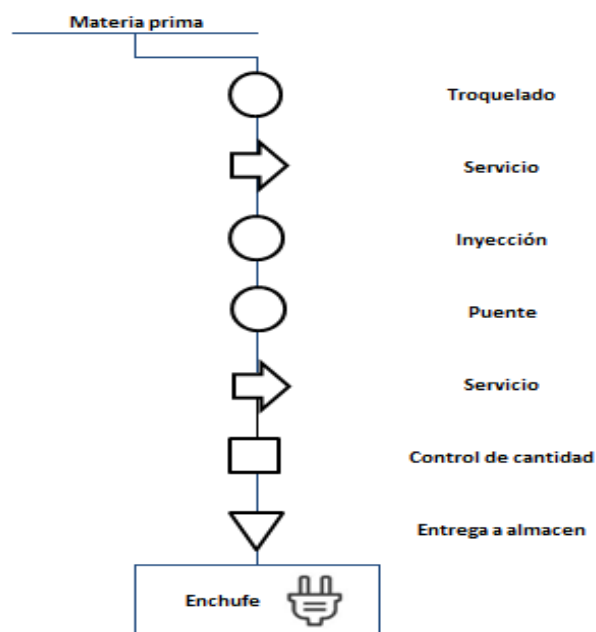 Materia prima
Troquelado
Servicio
Inyección
Puente
Servicio
Control de cantidad
Entrega a almacen
Enchufe